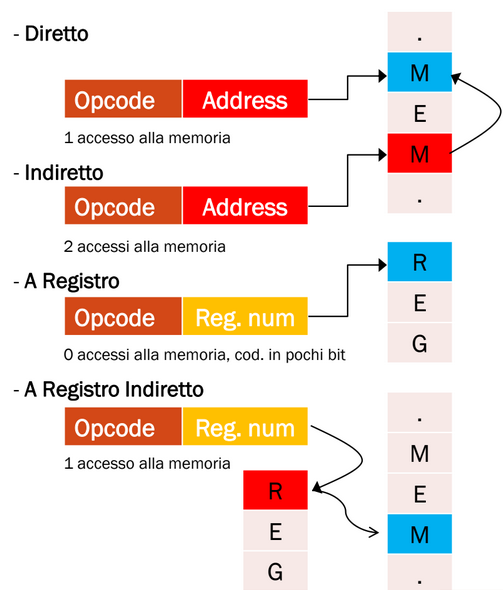 - Diretto
Opcode Address
1 accesso alla memoria
- Indiretto
Opcode Address
2 accessi alla memoria
.
M
E
M
.
- A Registro
Opcode Reg. num
0 accessi alla memoria, cod. in pochi bit
R
E
G
- A Registro Indiretto
Opcode Reg. num
1 accesso alla memoria
R
E
G
.
M
E
M
.